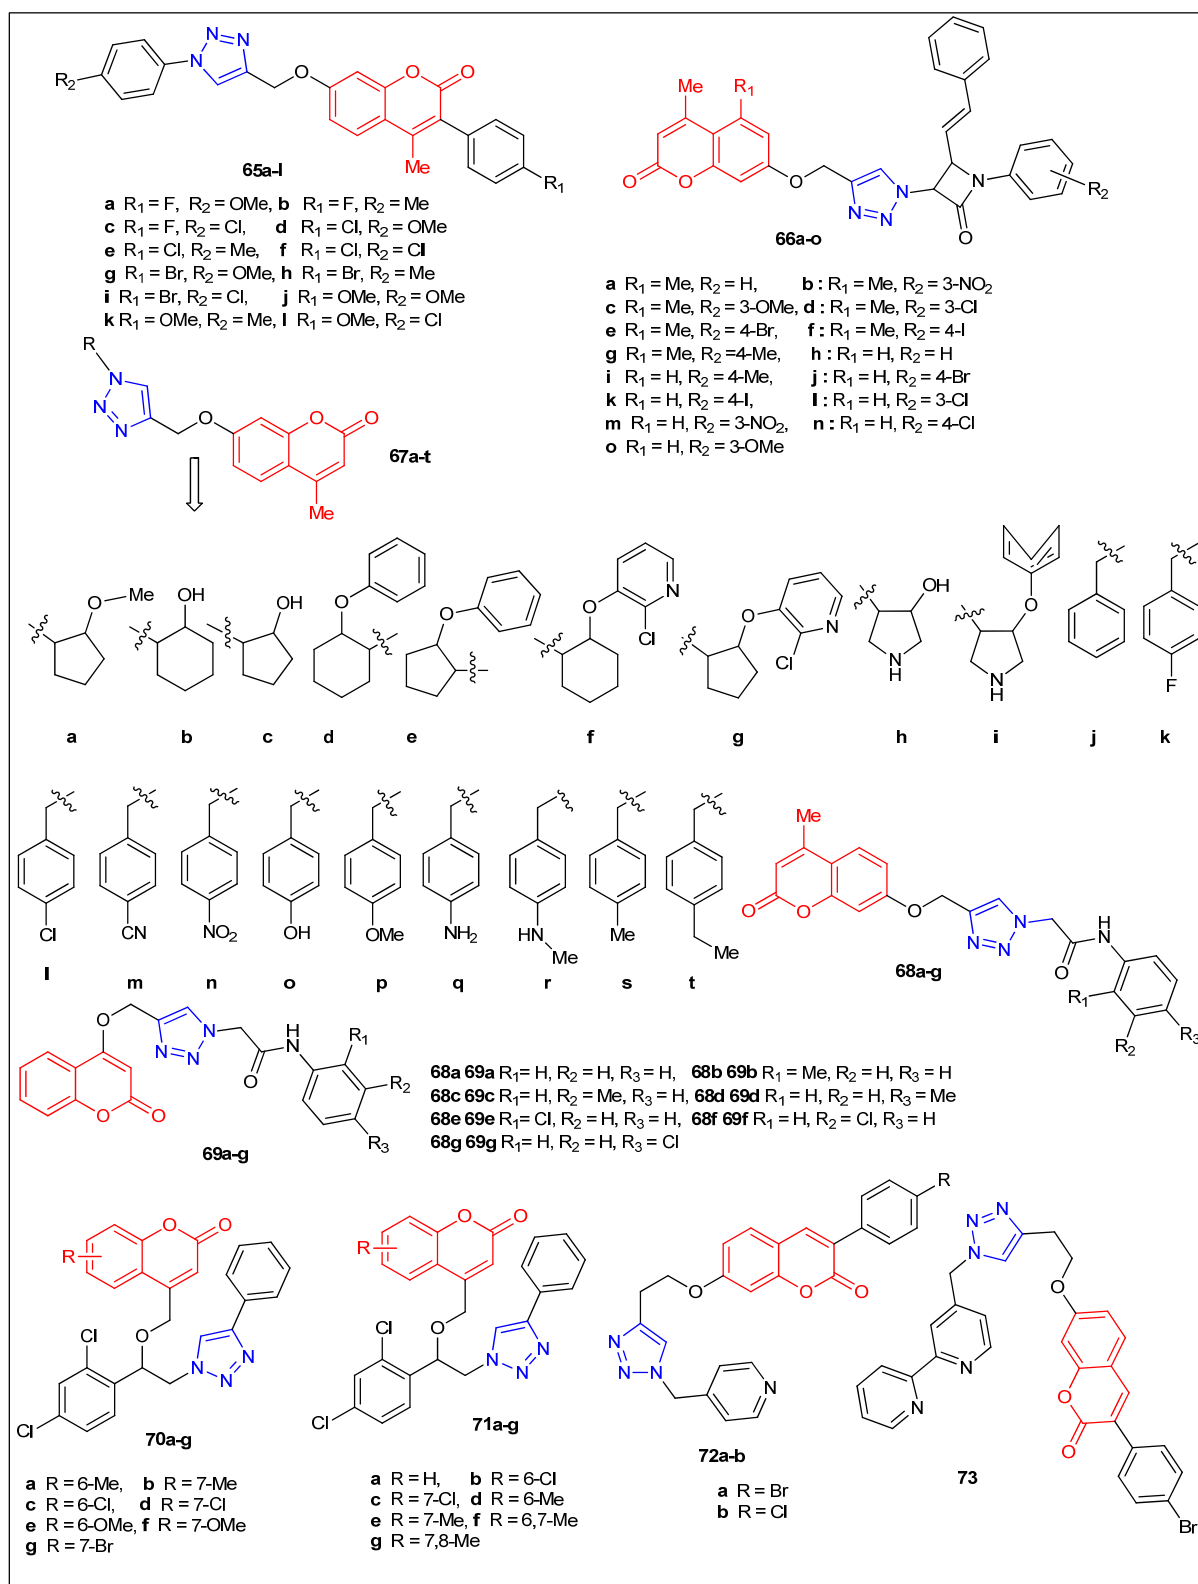 N N N
R2
O
O
O
Me
R1
65a-l
a R1 = F, R2 = OMe, b R1 = F, R2 = Me
c R1 = F, R2 = Cl, d R1 = Cl, R2 = OMe
e R1 = Cl, R2 = Me, f R1 = Cl, R2 = Cl
g R1 = Br, R2 = OMe, h R1 = Br, R2 = Me
i R1 = Br, R2 = Cl, j R1 = OMe, R2 = OMe
k R1 = OMe, R2 = Me, l R1 = OMe, R2 = Cl
Me R1
O O O
N N N
N
O
R2
66a-o
a R1 = Me, R2 = H, b : R1 = Me, R2 = 3-NO2
c R1 = Me, R2 = 3-OMe, d : R1 = Me, R2 = 3-Cl
e R1 = Me, R2 = 4-Br, f : R1 = Me, R2 = 4-I
g R1 = Me, R2 =4-Me, h : R1 = H, R2 = H
i R1 = H, R2 = 4-Me, j : R1 = H, R2 = 4-Br
k R1 = H, R2 = 4-I, l : R1 = H, R2 = 3-Cl
m R1 = H, R2 = 3-NO2, n : R1 = H, R2 = 4-Cl
o R1 = H, R2 = 3-OMe
R
N N N
O O O
Me
67a-t
O Me
OH
OH
O
O
O N Cl
O N Cl
OH NH
O NH
F
a b c d e f g h i j k
Cl
CN
NO2
OH
OMe
NH2
HN Me
Me
Me
l m n o p q r s t
Me
O O O
N N N
O
H
N
R1
R2
R3
68a-g
O
N N N
O
H
N
R1
R2
R3
O O
69a-g
68a 69a R1= H, R2 = H, R3 = H, 68b 69b R1 = Me, R2 = H, R3 = H
68c 69c R1 = H, R2 = Me, R3 = H, 68d 69d R1 = H, R2 = H, R3 = Me
68e 69e R1 = Cl, R2 = H, R3 = H, 68f 69f R1 = H, R2 = Cl, R3 = H
68g 69g R1= H, R2 = H, R3 = Cl
R
O O
O
Cl
N N N
Cl
70a-g
a R = 6-Me, b R = 7-Me
c R = 6-Cl, d R = 7-Cl
e R = 6-OMe, f R = 7-OMe
g R = 7-Br
R
O O
O
Cl
N N N
Cl
71a-g
a R = H, b R = 6-Cl
c R = 7-Cl, d R = 6-Me
e R = 7-Me, f R = 6,7-Me
g R = 7,8-Me
R
O O O
N N N
N
72a-b
a R = Br
b R = Cl
N N N
O
N
N
O
O
Br
73